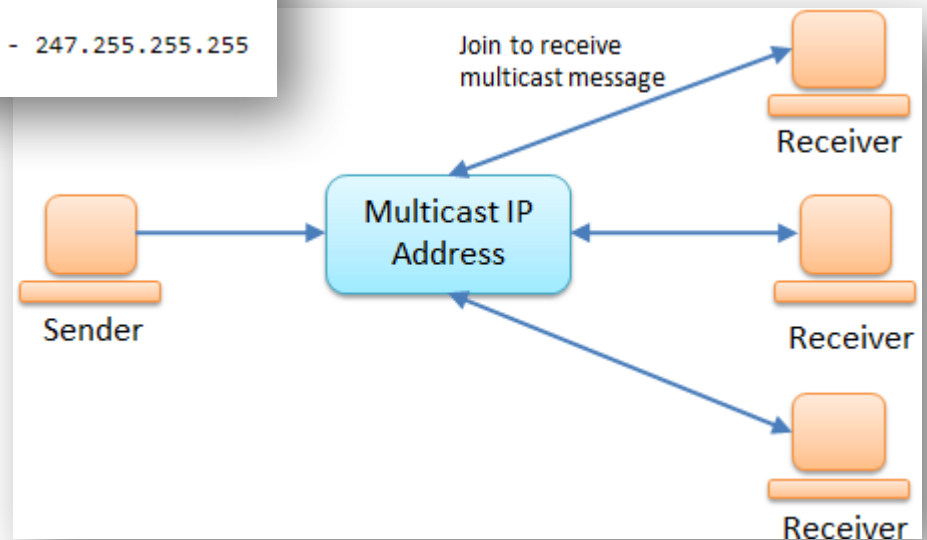 - 247.255.255.255
Join to receive
multicast message
Receiver
Multicast IP
Address
Sender
Receiver
Receiver